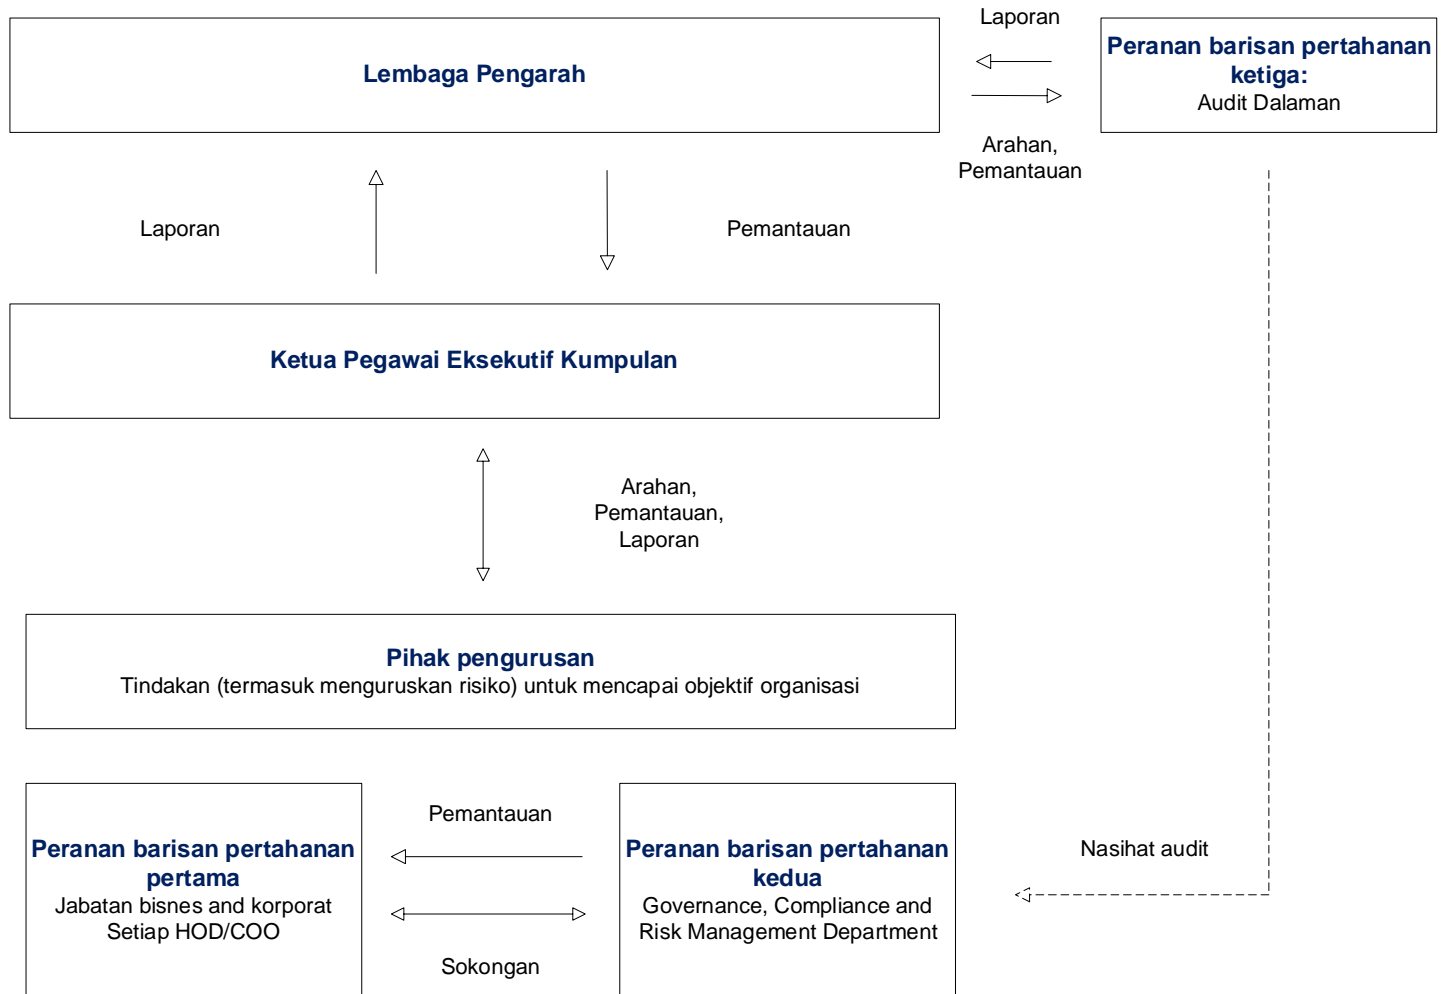 Laporan
Lembaga Pengarah
Peranan barisan pertahanan
ketiga:
Audit Dalaman
Arahan,
Pemantauan
Laporan
Pemantauan
Ketua Pegawai Eksekutif Kumpulan
Arahan,
Pemantauan,
Laporan
Pihak pengurusan
Tindakan (termasuk menguruskan risiko) untuk mencapai objektif organisasi
Peranan barisan pertahanan
pertama
Jabatan bisnes and korporat
Setiap HOD/COO
Pemantauan
Sokongan
Peranan barisan pertahanan
kedua
Governance, Compliance and
Risk Management Department
Nasihat audit